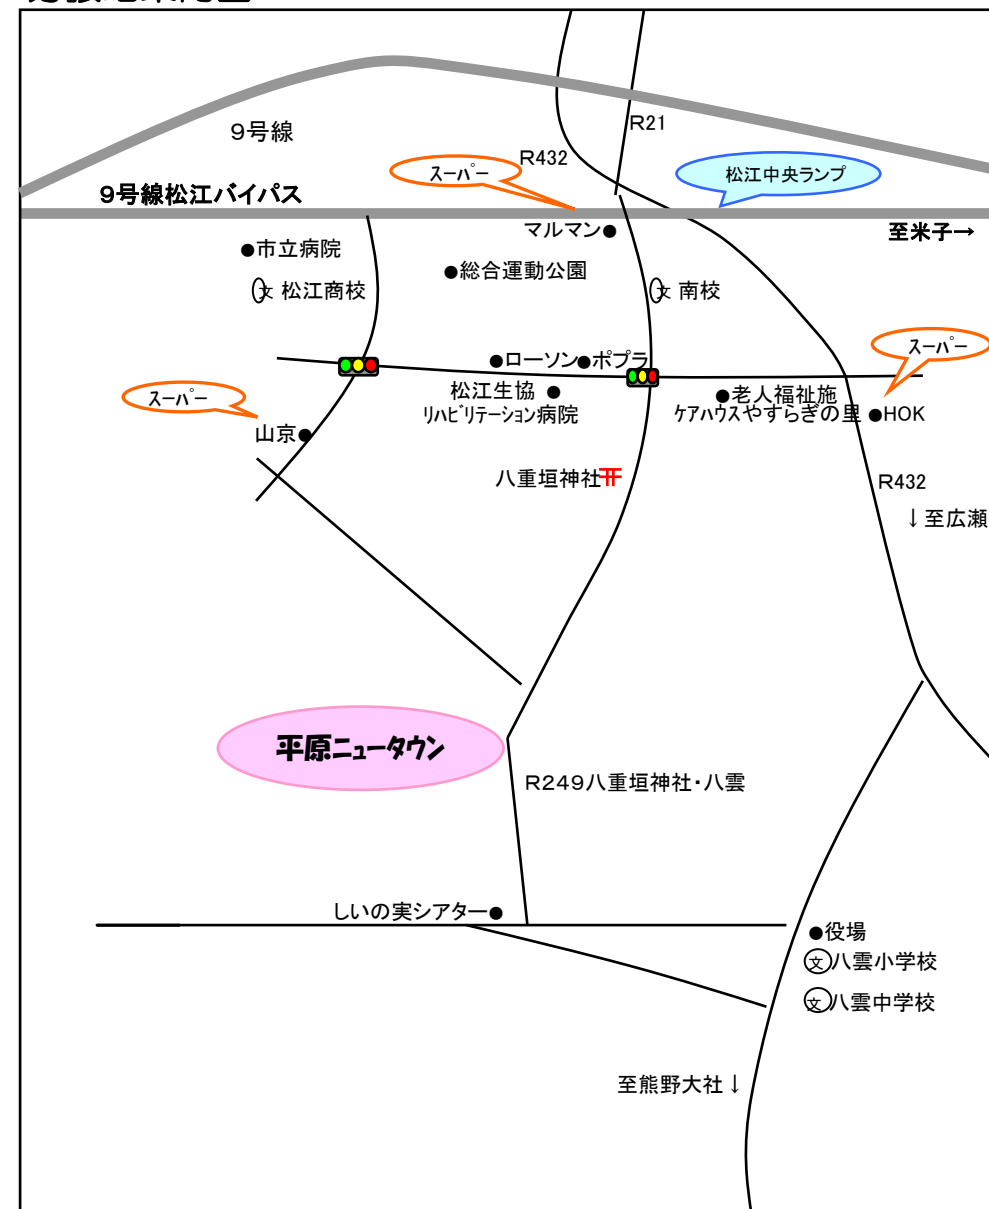 R21
9号線
R432
スーパー
松江中央ランプ
9号線松江バイパス
マルマン●
至米子→
●市立病院
●総合運動公園
文 松江商校
文 南校
スーパー
●ローソン●ポプラ
松江生協 ●
リハビリテーション病院
●老人福祉施
ケアハウスやすらぎの里 ●HOK
スーパー
山京●
八重垣神社
R432
↓至広瀬
平原ニュータウン
R249八重垣神社・八雲
しいの実シアター●
●役場
文八雲小学校
文八雲中学校
至熊野大社↓